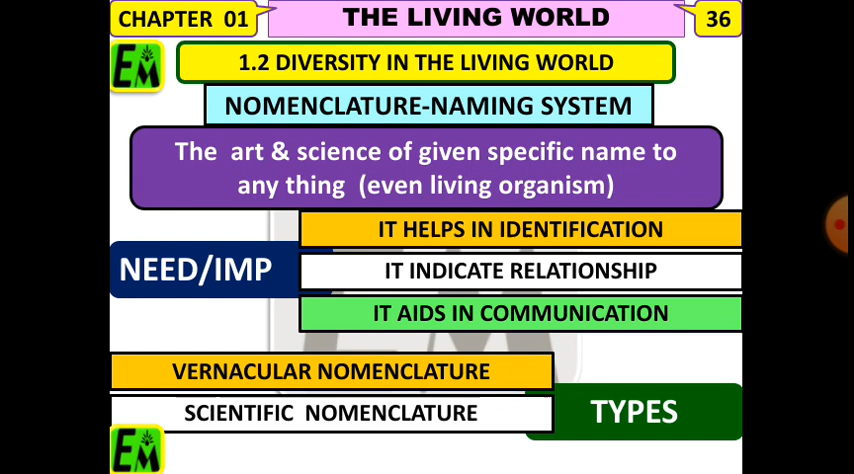 CHAPTER 01
THE LIVING WORLD
36
EM
1.2 DIVERSITY IN THE LIVING WORLD
NOMENCLATURE-NAMING SYSTEM
The art & science of given specific name to
any thing (even living organism)
NEED/IMP
IT HELPS IN IDENTIFICATION
IT INDICATE RELATIONSHIP
IT AIDS IN COMMUNICATION
VERNACULAR NOMENCLATURE
SCIENTIFIC NOMENCLATURE
TYPES
EM